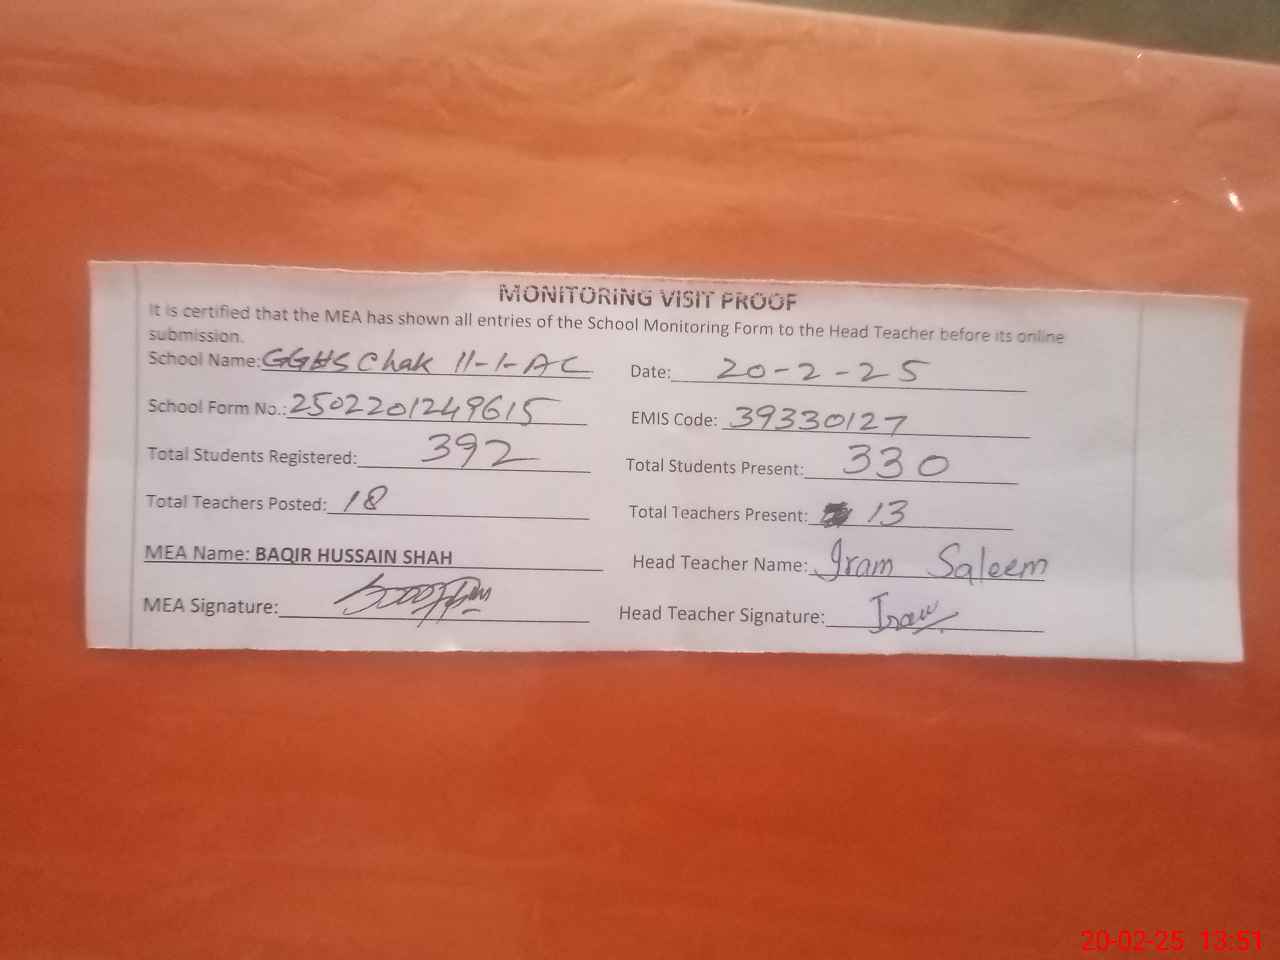 MONITORING VISIT PROOF
It is certified that the MEA has shown all entries of the School Monitoring Form to the Head Teacher before its online
submission.
School Name: GGHS Chak 11-1-AC Date: 20-2-25
School Form No.: 2502201249615 EMIS Code: 39330127
Total Students Registered: 392 Total Students Present: 330
Total Teachers Posted: 18 Total Teachers Present: 13
MEA Name: BAQIR HUSSAIN SHAH Head Teacher Name: Iram Saleem
MEA Signature: Head Teacher Signature: Iram
20-02-25 13:51